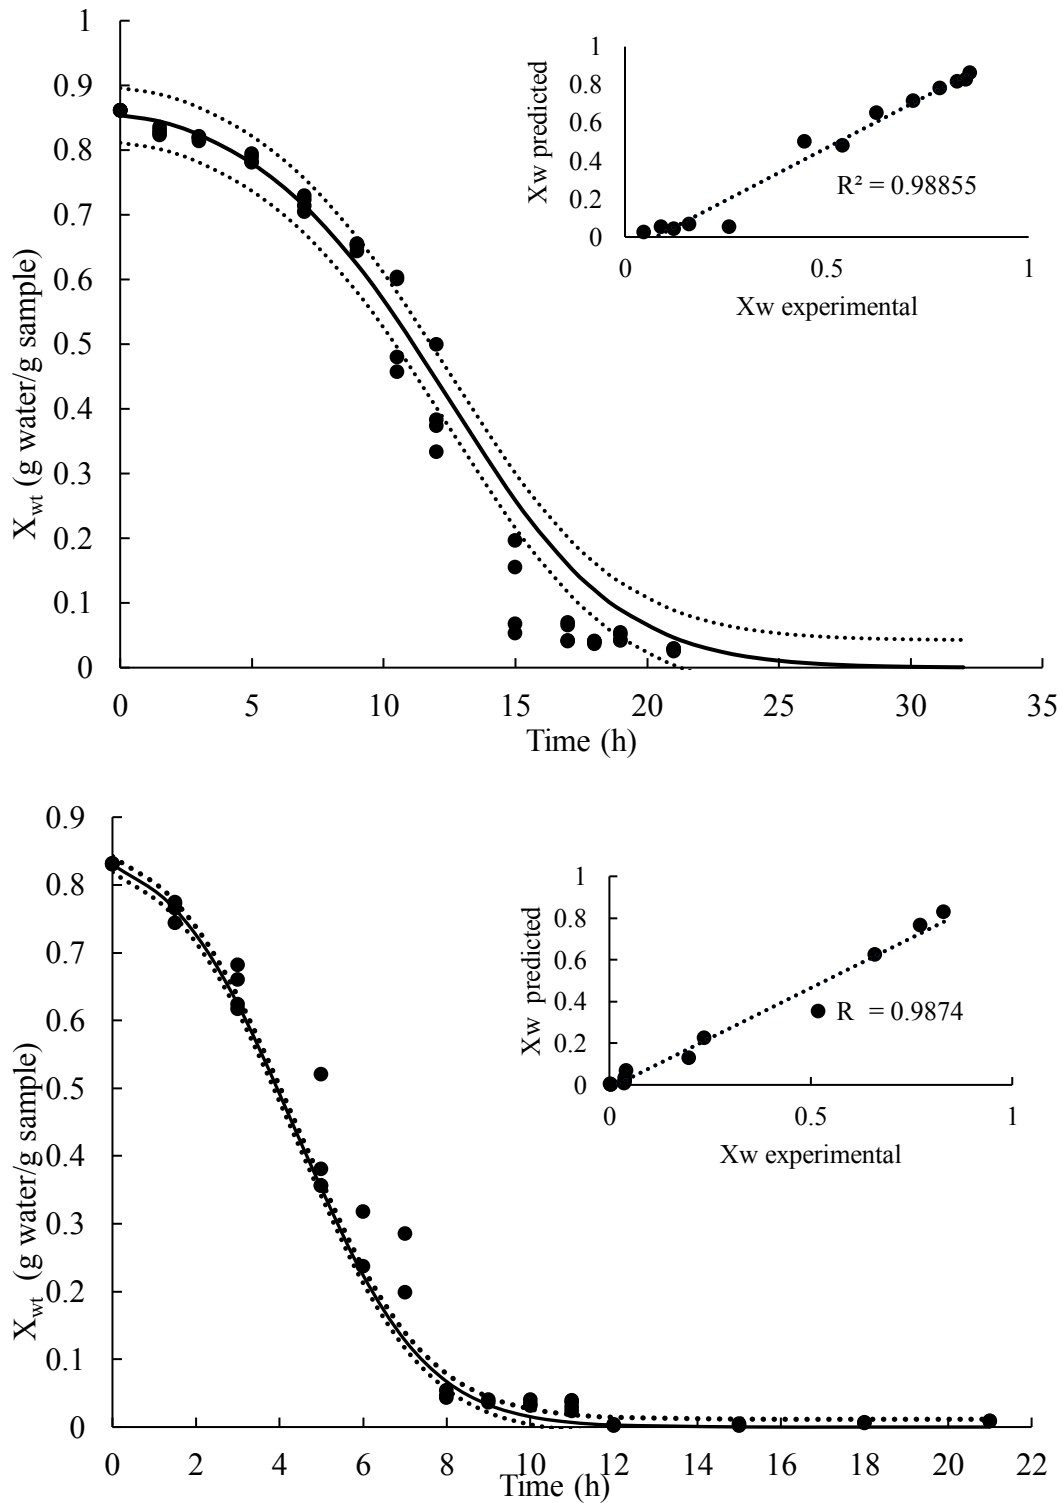 1
0.9
0.8
0.7
0.6
0.5
0.4
0.3
0.2
0.1
0
X_wt (g water/g sample)
0 5 10 15 20 25 30 35
Time (h)
1
0.8
0.6
0.4
0.2
0
Xw predicted
R² = 0.98855
0 0.5 1
Xw experimental
0.9
0.8
0.7
0.6
0.5
0.4
0.3
0.2
0.1
0
X_wt (g water/g sample)
0 2 4 6 8 10 12 14 16 18 20 22
Time (h)
1
0.8
0.6
0.4
0.2
0
Xw predicted
R = 0.9874
0 0.5 1
Xw experimental